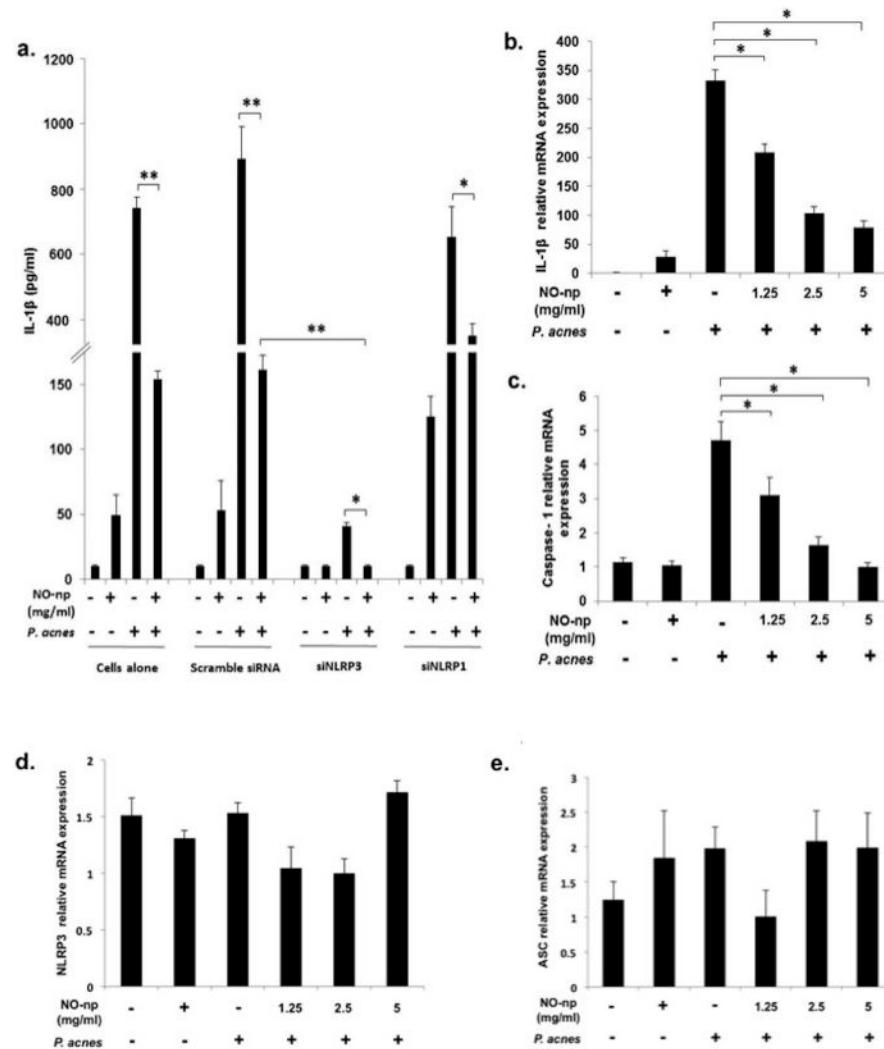 a.
IL-1β (pg/ml)
1200
1000
800
600
400
150
100
50
0
** ** ** * *
NO-np - + - + - + - + - + - + - + - +
(mg/ml)
P. acnes - - + + - - + + - - + + - - + +
Cells alone Scramble siRNA siNLRP3 siNLRP1
b.
IL-1β relative mRNA expression
400
350
300
250
200
150
100
50
0
*
*
*
NO-np - + - 1.25 2.5 5
(mg/ml)
P. acnes - - + + + +
c.
Caspase- 1 relative mRNA
expression
6
5
4
3
2
1
0
*
*
*
NO-np - + - 1.25 2.5 5
(mg/ml)
P. acnes - - + + + +
d.
NLRP3 relative mRNA expression
2
1.5
1
0.5
0
NO-np - + - 1.25 2.5 5
(mg/ml)
P. acnes - - + + + +
e.
ASC relative mRNA expression
3
2.5
2
1.5
1
0.5
0
NO-np - + - 1.25 2.5 5
(mg/ml)
P. acnes - - + + + +